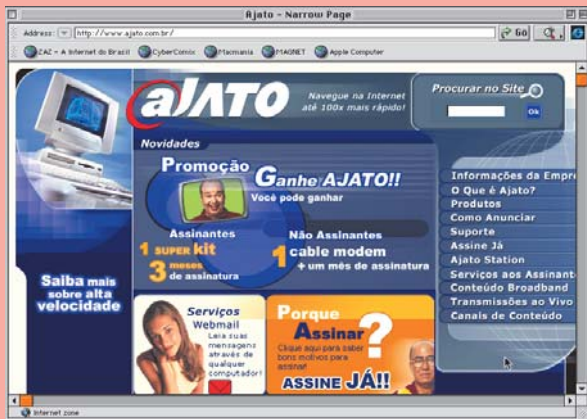 Ajato - Narrow Page
Address: http://www.ajato.com.br/
GO
ZAZ - A Internet do Brasil CyberComix Macmania MAGNET Apple Computer
aJATO
Navegue na Internet
até 100x mais rápido!
Procurar no Site
Ok
Novidades
Promoção
Ganhe AJATO!!
Você pode ganhar
Assinantes
1 SUPER kit
3 meses
de assinatura
Não Assinantes
1 cable modem
+ um mês de assinatura
Informações da Empre
O Que é Ajato?
Produtos
Como Anunciar
Suporte
Assine Já
Ajato Station
Serviços aos Assinant
Conteúdo Broadband
Transmissões ao Vivo
Canais de Conteúdo
Saiba mais
sobre alta
velocidade
Serviços
Webmail
Leia suas
mensagens
através de
qualquer
computador!
Porque
Assinar?
Clique aqui para saber
bons motivos para
assinar!
ASSINE JÁ!!
Internet zone